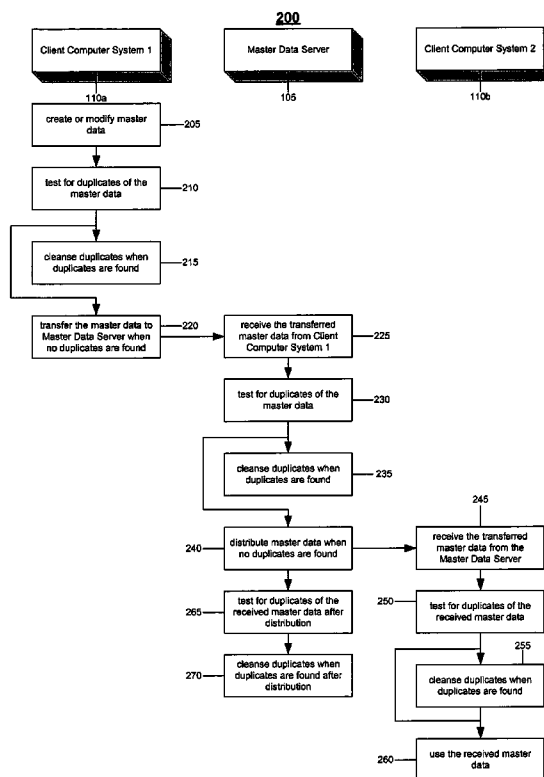 200
Client Computer System 1
Master Data Server
Client Computer System 2
110a
105
110b
create or modify master
data
205
test for duplicates of the
master data
210
cleanse duplicates when
duplicates are found
215
transfer the master data to
Master Data Server when
no duplicates are found
220
receive the transferred
master data from Client
Computer System 1
225
test for duplicates of the
master data
230
cleanse duplicates when
duplicates are found
235
240
distribute master data when
no duplicates are found
245
receive the transferred
master data from the
Master Data Server
265
test for duplicates of the
received master data after
distribution
250
test for duplicates of the
received master data
270
cleanse duplicates when
duplicates are found after
distribution
255
cleanse duplicates when
duplicates are found
260
use the received master
data